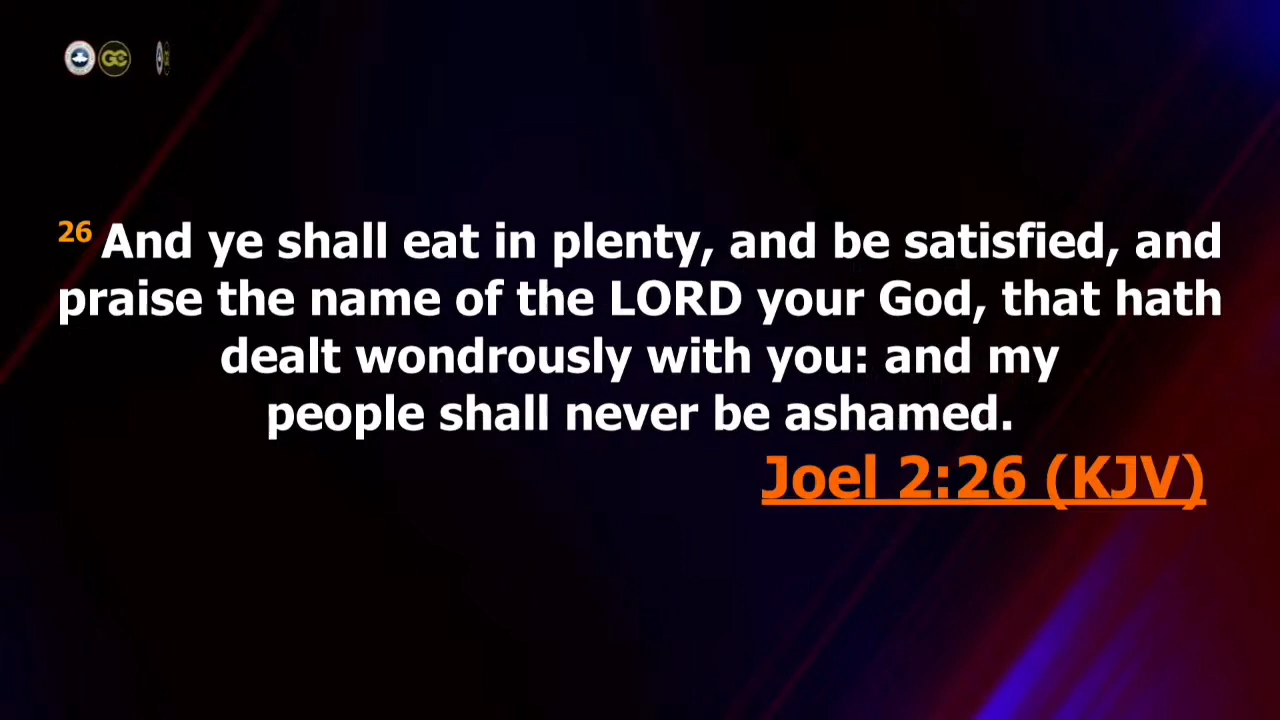 GC
26 And ye shall eat in plenty, and be satisfied, and
praise the name of the LORD your God, that hath
dealt wondrously with you: and my
people shall never be ashamed.
Joel 2:26 (KJV)